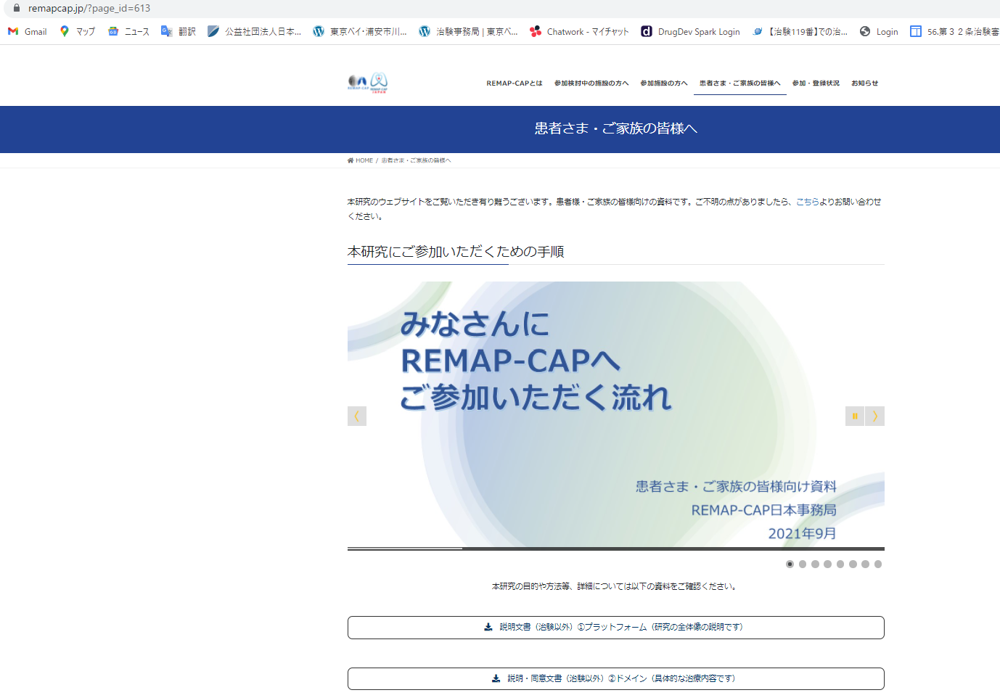 remapcap.jp/?page_id=613
Gmail マップ ニュース 翻訳 公益社団法人日本... 東京ベイ・浦安市川... 治験事務局 | 東京ベ... Chatwork - マイチャット DrugDev Spark Login 【治験119番】での治... Login 56.第３２条治験審
REMAP-CAP REMAP-CAP
JAPAN
REMAP-CAPとは 参加検討中の施設の方へ 参加施設の方へ 患者さま・ご家族の皆様へ 参加・登録状況 お知らせ
患者さま・ご家族の皆様へ
HOME / 患者さま・ご家族の皆様へ
本研究のウェブサイトをご覧いただき有り難うございます。患者様・ご家族の皆様向けの資料です。ご不明の点がありましたら、こちらよりお問い合わせ
ください。
本研究にご参加いただくための手順
みなさんに
REMAP-CAPへ
ご参加いただく流れ
患者さま・ご家族の皆様向け資料
REMAP-CAP日本事務局
2021年9月
本研究の目的や方法等、詳細については以下の資料をご確認ください。
説明文書（治験以外）①プラットフォーム（研究の全体像の説明です）
説明・同意文書（治験以外）②ドメイン（具体的な治療内容です）